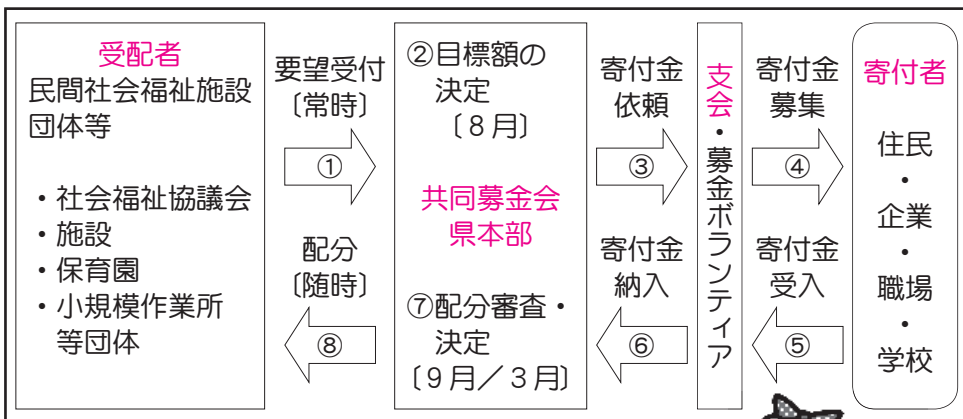 受配者
民間社会福祉施設
団体等
・社会福祉協議会
・施設
・保育園
・小規模作業所
等団体
要望受付
〔常時〕
①
配分
〔随時〕
⑧
②目標額の
決定
〔8月〕
共同募金会
県本部
⑦配分審査・
決定
〔9月／3月〕
寄付金
依頼
③
寄付金
納入
⑥
支会・募金ボランティア
寄付金
募集
④
寄付金
受入
⑤
寄付者
住民
・
企業
・
職場
・
学校